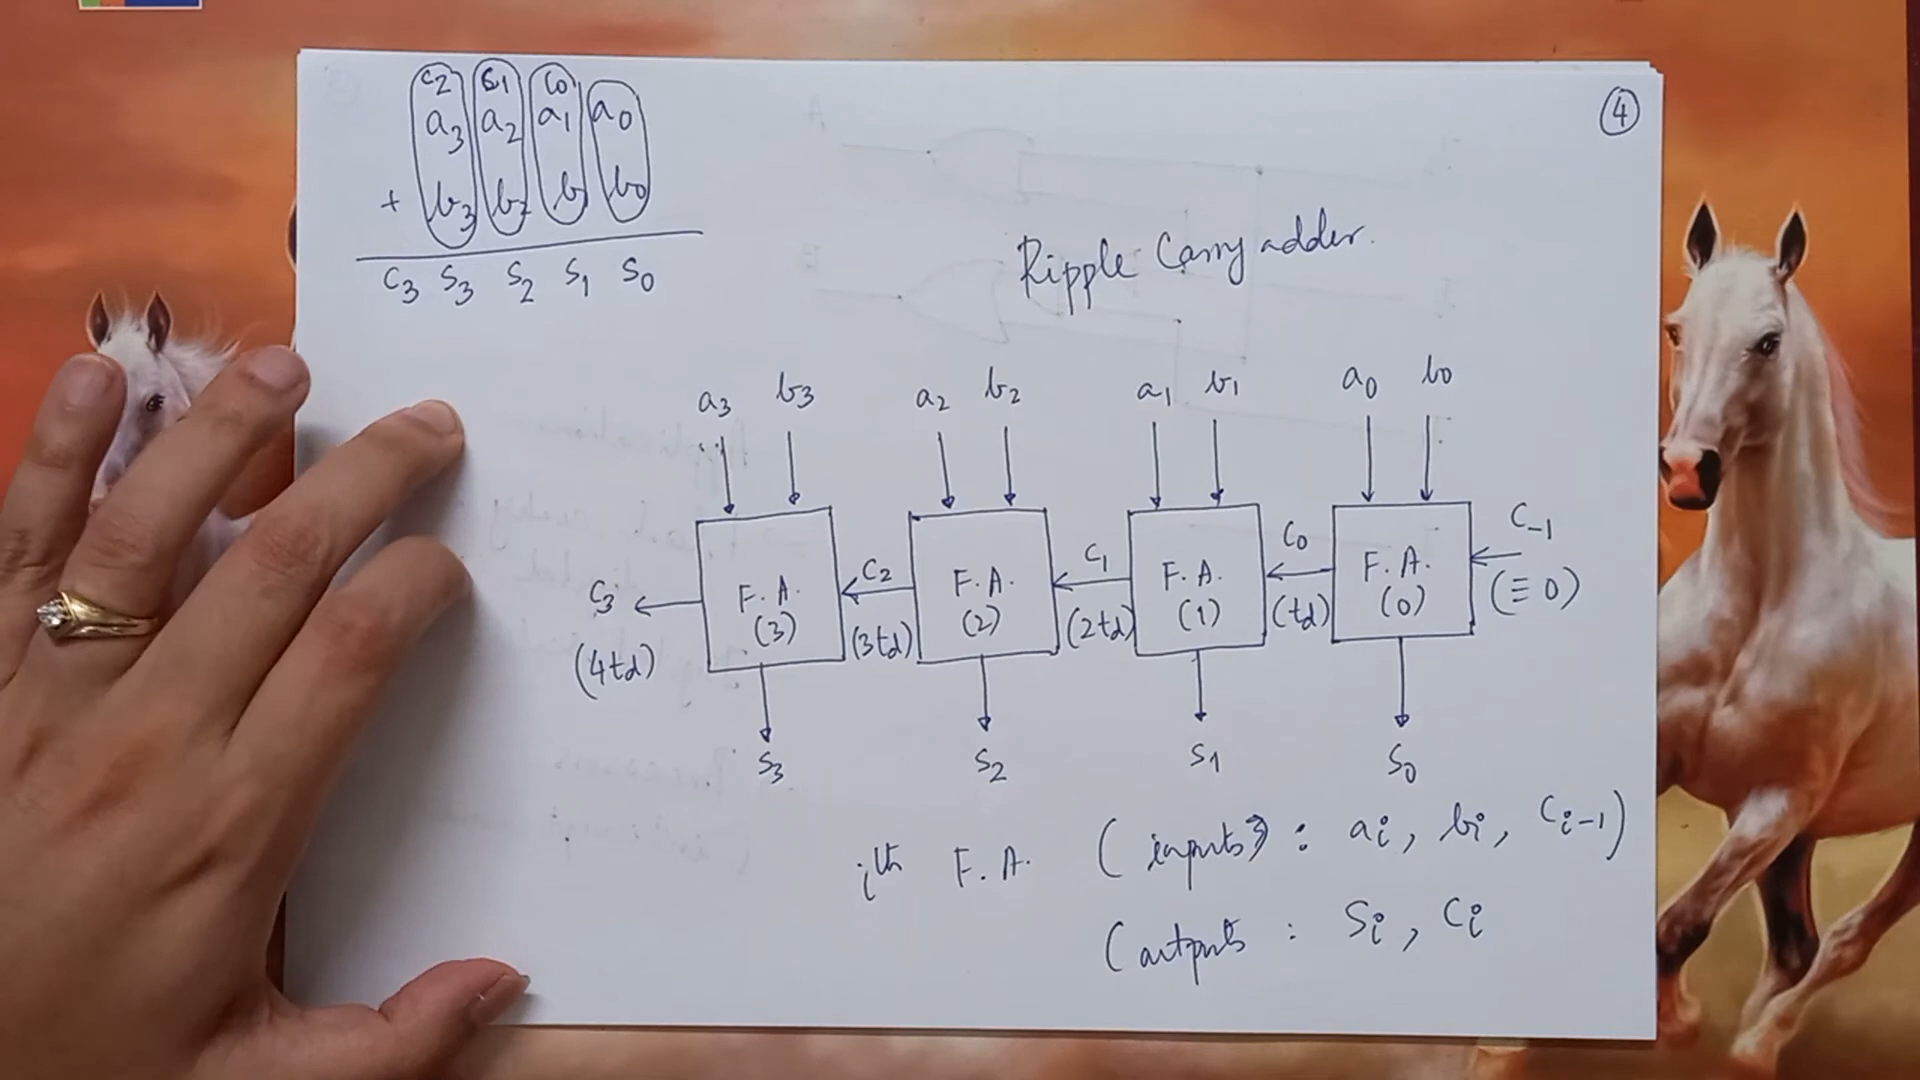 4
c2 c1 c0
a3 a2 a1 a0
+ b3 b2 b1 b0
c3 s3 s2 s1 s0
Ripple Carry adder.
a3 b3 a2 b2 a1 b1 a0 b0
c3 F.A. (3) c2 F.A. (2) c1 F.A. (1) c0 F.A. (0) c-1
(4td) (3td) (2td) (td) (≡ 0)
s3 s2 s1 s0
ith F.A. (inputs) : ai, bi, ci-1)
(outputs : si, ci